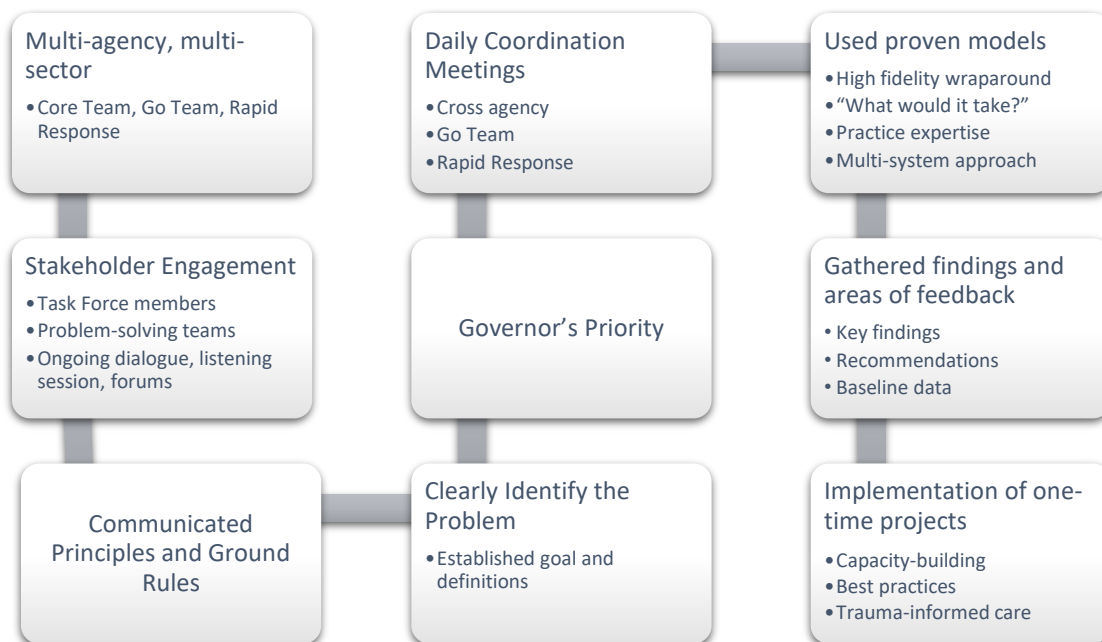 Multi-agency, multi-
sector
•Core Team, Go Team, Rapid
Response
Stakeholder Engagement
•Task Force members
•Problem-solving teams
•Ongoing dialogue, listening
session, forums
Communicated
Principles and Ground
Rules
Clearly Identify the
Problem
•Established goal and
definitions
Governor’s Priority
Daily Coordination
Meetings
•Cross agency
•Go Team
•Rapid Response
Used proven models
•High fidelity wraparound
•“What would it take?”
•Practice expertise
•Multi-system approach
Gathered findings and
areas of feedback
• Key findings
• Recommendations
• Baseline data
Implementation of one-
time projects
•Capacity-building
•Best practices
•Trauma-informed care